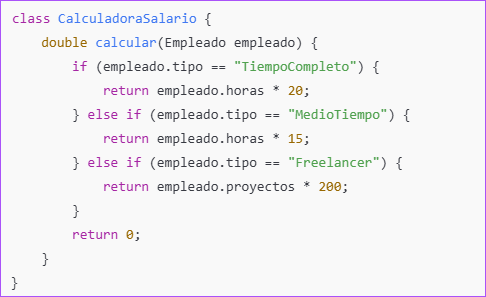 class CalculadoraSalario {
    double calcular(Empleado empleado) {
        if (empleado.tipo == "TiempoCompleto") {
            return empleado.horas * 20;
        } else if (empleado.tipo == "MedioTiempo") {
            return empleado.horas * 15;
        } else if (empleado.tipo == "Freelancer") {
            return empleado.proyectos * 200;
        }
        return 0;
    }
}